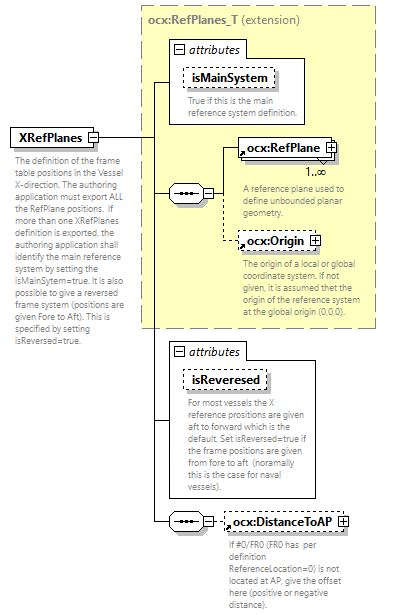 ocx:RefPlanes_T (extension)
attributes
isMainSystem
True if this is the main
reference system definition.
XRefPlanes
The definition of the frame
table positions in the Vessel
X-direction. The authoring
application must export ALL
the RefPlane positions.  If
more than one XRefPlanes
definition is exported, the
authoring application shall
identify the main reference
system by setting the
isMainSytem=true. It is also
possible to give a reversed
frame system (positions are
given Fore to Aft). This is
specified by setting
isReversed=true.
ocx:RefPlane
1..∞
A reference plane used to
define unbounded planar
geometry.
ocx:Origin
The origin of a local or global
coordinate system. If not
given, it is assumed that the
origin of the reference system
at the global origin (0,0,0).
attributes
isReveresed
For most vessels the X
reference prositions are given
aft to forward which is the
default. Set isReversed=true if
the frame positions are given
from fore to aft  (noramally
this is the case for naval
vessels).
ocx:DistanceToAP
If #0/FR0 (FR0 has  per
definition
ReferenceLocation=0) is not
located at AP, give the offset
here (positive or negative
distance).